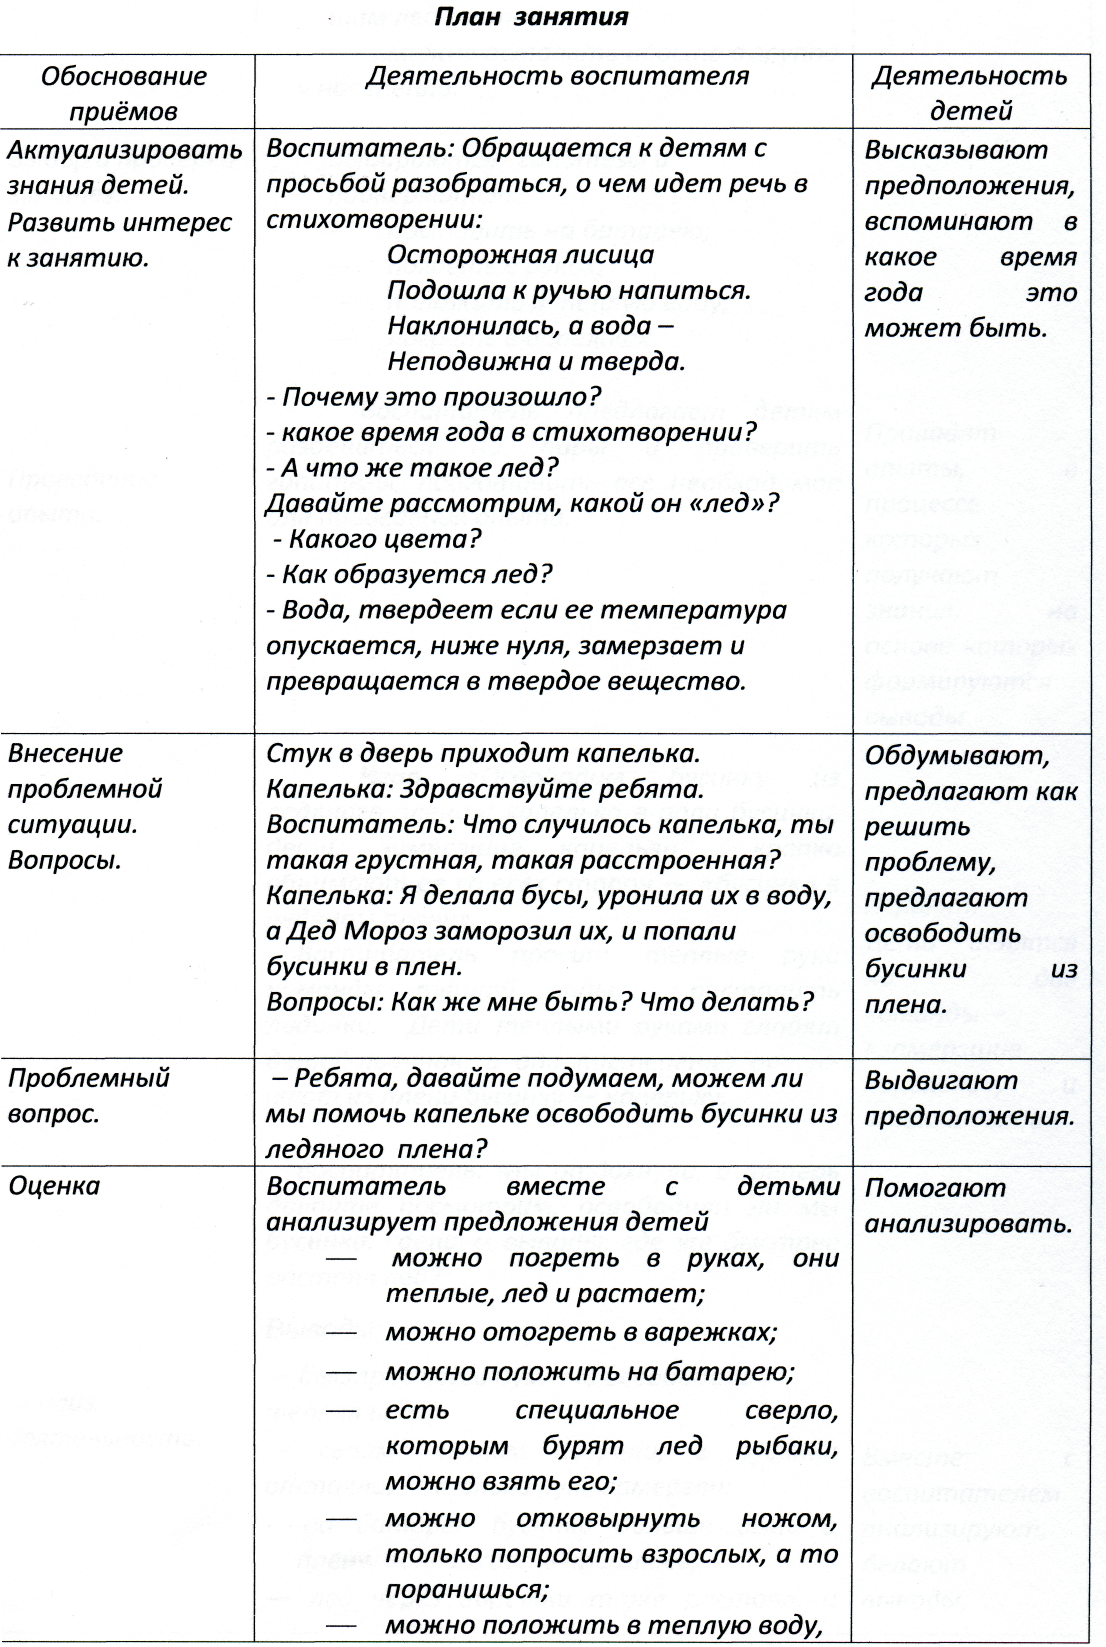 План занятия
Обоснование
приёмов
Деятельность воспитателя
Деятельность
детей
Актуализировать
знания детей.
Развить интерес
к занятию.
Воспитатель: Обращается к детям с
просьбой разобраться, о чем идет речь в
стихотворении:
Осторожная лисица
Подошла к ручью напиться.
Наклонилась, а вода –
Неподвижна и тверда.
- Почему это произошло?
- какое время года в стихотворении?
- А что же такое лед?
Давайте рассмотрим, какой он «лед»?
- Какого цвета?
- Как образуется лед?
- Вода, твердеет если ее температура
опускается, ниже нуля, замерзает и
превращается в твердое вещество.
Высказывают
предположения,
вспоминают в
какое время
года это
может быть.
Внесение
проблемной
ситуации.
Вопросы.
Стук в дверь приходит капелька.
Капелька: Здравствуйте ребята.
Воспитатель: Что случилось капелька, ты
такая грустная, такая расстроенная?
Капелька: Я делала бусы, уронила их в воду,
а Дед Мороз заморозил их, и попали
бусинки в плен.
Вопросы: Как же мне быть? Что делать?
Обдумывают,
предлагают как
решить
проблему,
предлагают
освободить
бусинки из
плена.
Проблемный
вопрос.
– Ребята, давайте подумаем, можем ли
мы помочь капельке освободить бусинки из
ледяного плена?
Выдвигают
предположения.
Оценка
Воспитатель вместе с детьми
анализирует предложения детей
— можно погреть в руках, они
теплые, лед и растает;
— можно отогреть в варежках;
— можно положить на батарею;
— есть специальное сверло,
которым бурят лед рыбаки,
можно взять его;
— можно отковырнуть ножом,
только попросить взрослых, а то
поранишься;
— можно положить в теплую воду,
Помогают
анализировать.